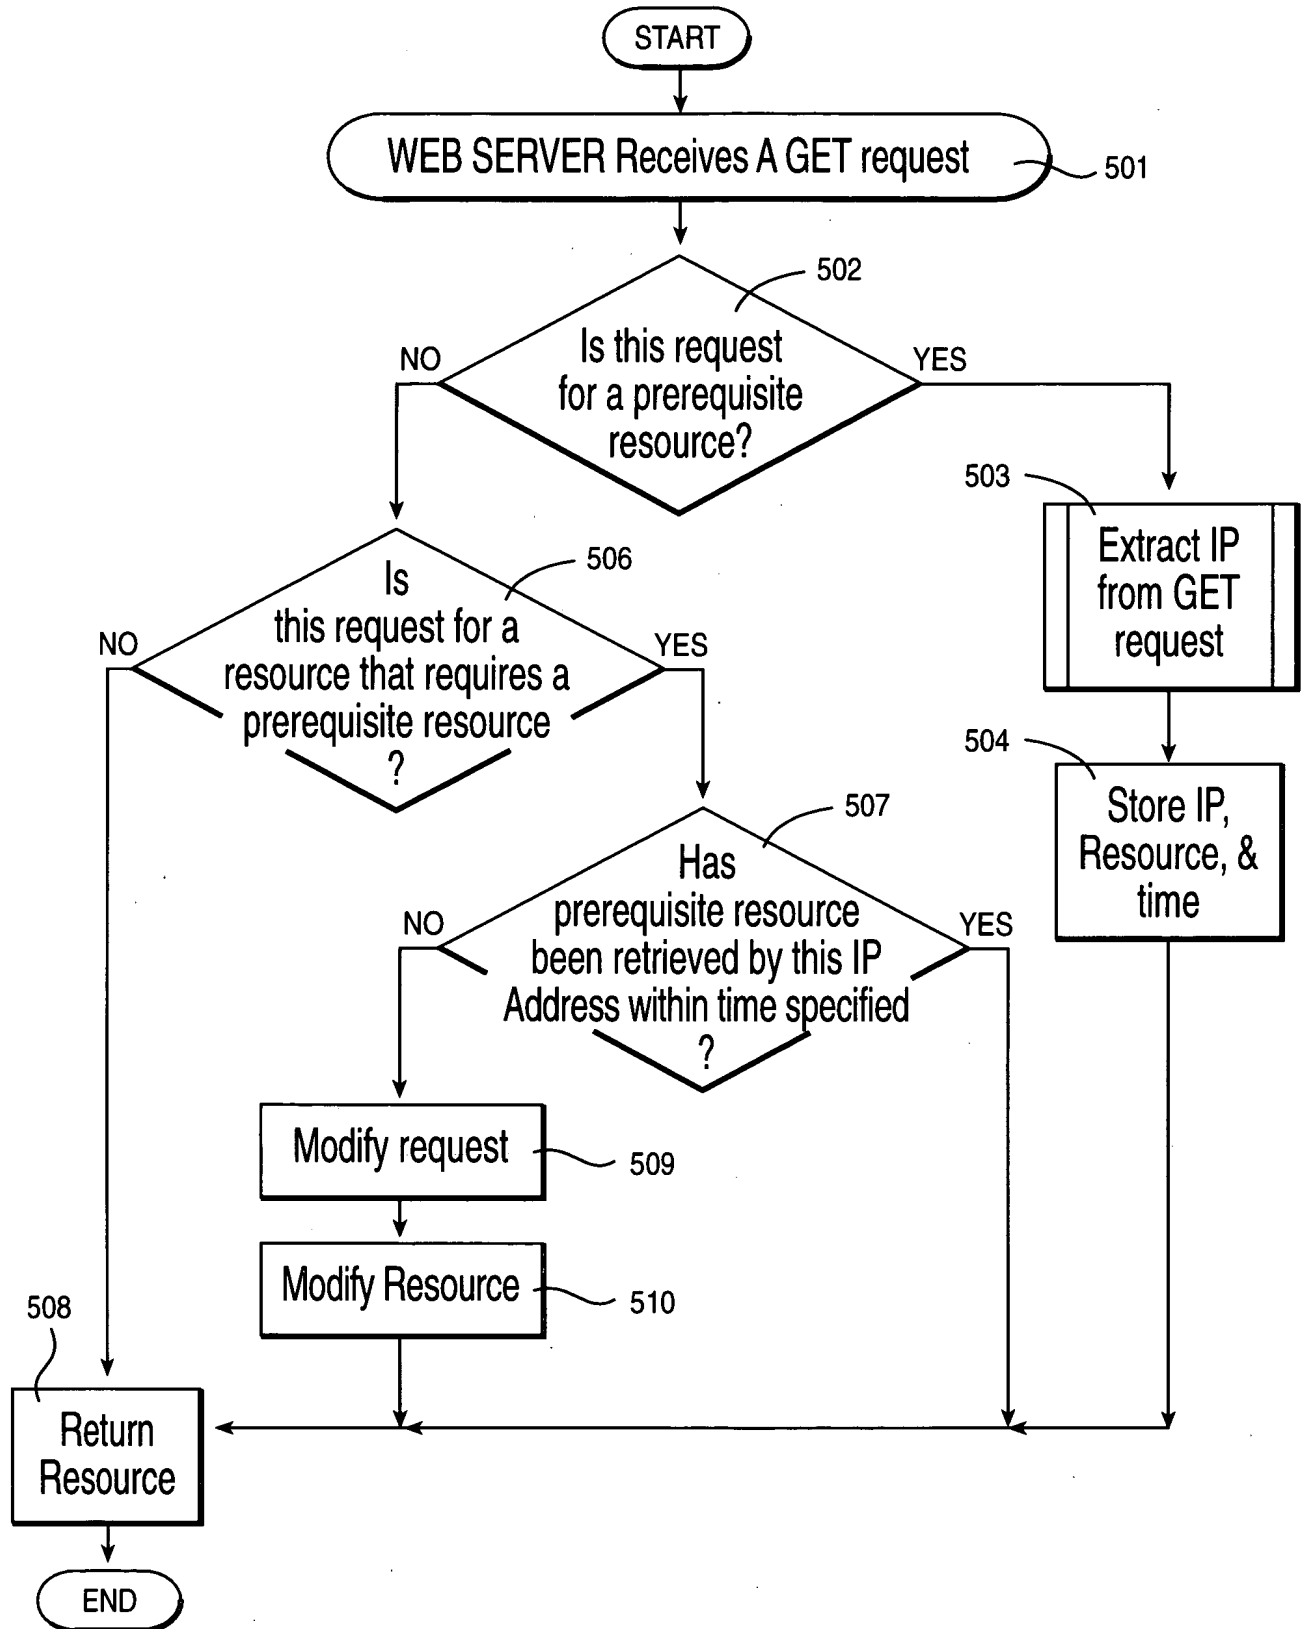 START
WEB SERVER Receives A GET request
501
502
Is this request
for a prerequisite
resource?
NO
YES
503
Extract IP
from GET
request
506
Is
this request for a
resource that requires a
prerequisite resource
?
NO
YES
504
Store IP,
Resource, &
time
507
Has
prerequisite resource
been retrieved by this IP
Address within time specified
?
NO
YES
Modify request
509
Modify Resource
510
508
Return
Resource
END